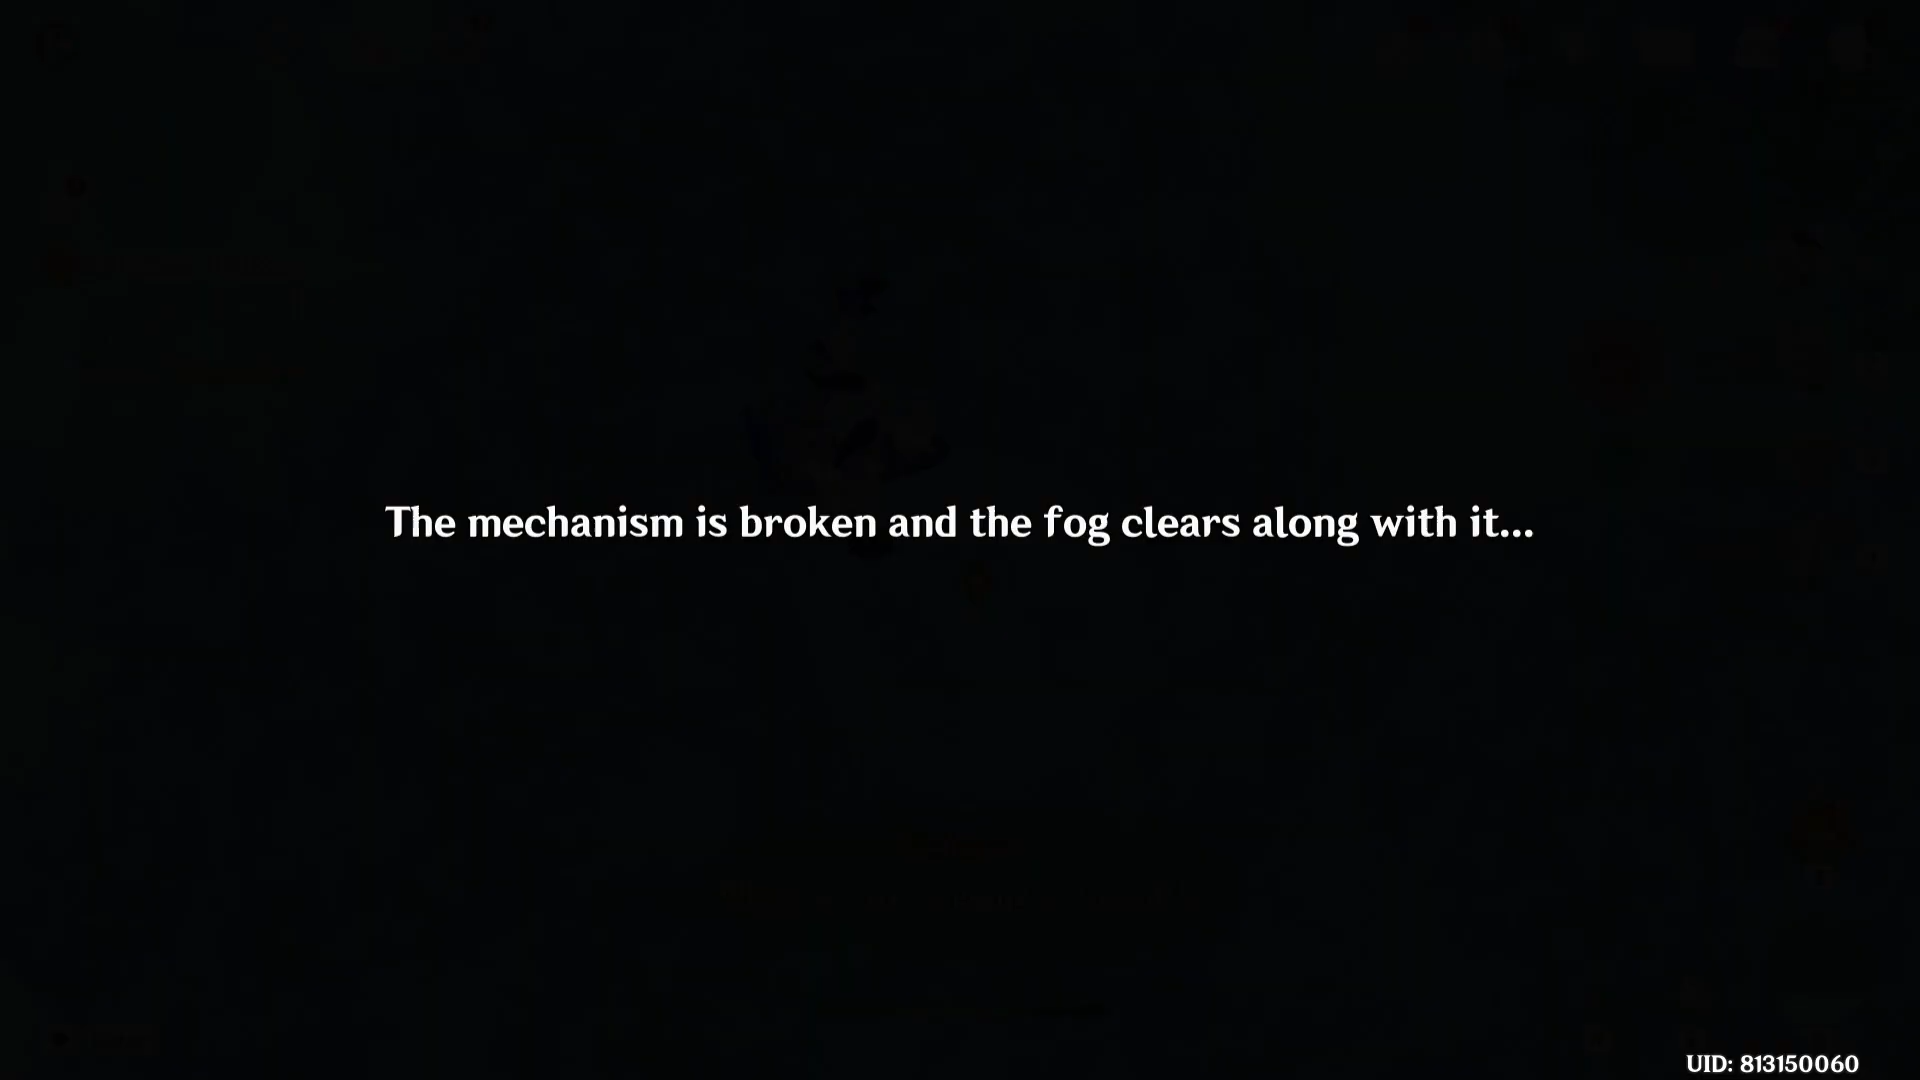 The mechanism is broken and the fog clears along with it...
UID: 813150060